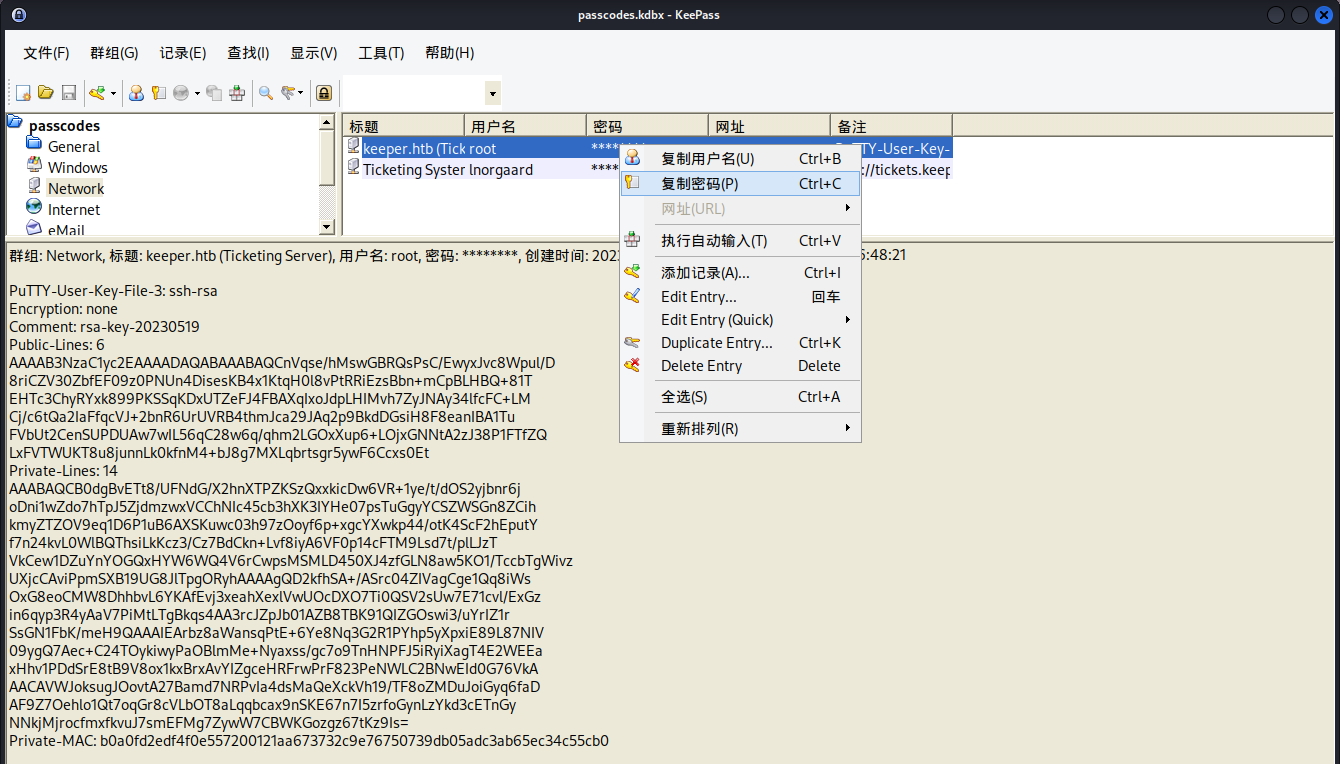 passcodes.kdbx - KeePass
文件(F) 群组(G) 记录(E) 查找(I) 显示(V) 工具(T) 帮助(H)
passcodes
General
Windows
Network
Internet
eMail
标题 用户名 密码 网址 备注
keeper.htb (Tick root ******** PuTTY-User-Key-
Ticketing Syster lnorgaard **** ://tickets.keep
复制用户名(U) Ctrl+B
复制密码(P) Ctrl+C
网址(URL)
执行自动输入(T) Ctrl+V
添加记录(A)... Ctrl+I
Edit Entry... 回车
Edit Entry (Quick)
Duplicate Entry... Ctrl+K
Delete Entry Delete
全选(S) Ctrl+A
重新排列(R)
群组: Network, 标题: keeper.htb (Ticketing Server), 用户名: root, 密码: ********, 创建时间: 202 :48:21
PuTTY-User-Key-File-3: ssh-rsa
Encryption: none
Comment: rsa-key-20230519
Public-Lines: 6
AAAAB3NzaC1yc2EAAAADAQABAAABAQCnVqse/hMswGBRQsPsC/EwyxJvc8Wpul/D
8riCZV30ZbfEF09z0PNUn4DisesKB4x1KtqH0l8vPtRRiEzsBbn+mCpBLHBQ+81T
EHTc3ChyRYxk899PKSSqKDxUTZeFJ4FBAXqIxoJdpLHIMvh7ZyJNAy34lfcFC+LM
Cj/c6tQa2IaFfqcVJ+2bnR6UrUVRB4thmJca29JAq2p9BkdDGsiH8F8eanIBA1Tu
FVbUt2CenSUPDUAw7wIL56qC28w6q/qhm2LGOxXup6+LOjxGNNtA2zJ38P1FTfZQ
LxFVTWUKT8u8junnLk0kfnM4+bJ8g7MXLqbrtsgr5ywF6Ccxs0Et
Private-Lines: 14
AAABAQCB0dgBvETt8/UFNdG/X2hnXTPZKSzQxxkicDw6VR+1ye/t/dOS2yjbnr6j
oDni1wZdo7hTpJ5ZjdmzwxVCChNIc45cb3hXK3IYHe07psTuGgyYCSZWSGn8ZCih
kmyZTZOV9eq1D6P1uB6AXSKuwc03h97zOoyf6p+xgcYXwkp44/otK4ScF2hEputY
f7n24kvL0WlBQThsiLkKcz3/Cz7BdCkn+Lvf8iyA6VF0p14cFTM9Lsd7t/plLJzT
VkCew1DZuYnYOGQxHYW6WQ4V6rCwpsMSMLD450XJ4zfGLN8aw5KO1/TccbTgWivz
UXjcCAviPpmSXB19UG8JlTpgORyhAAAAgQD2kfhSA+/ASrc04ZIVagCge1Qq8iWs
OxG8eoCMW8DhhbvL6YKAfEvj3xeahXexlVwUOcDXO7Ti0QSV2sUw7E71cvl/ExGz
in6qyp3R4yAaV7PiMtLTgBkqs4AA3rcJZpJb01AZB8TBK91QIZGOswi3/uYrIZ1r
SsGN1FbK/meH9QAAAIEArbz8aWansqPtE+6Ye8Nq3G2R1PYhp5yXpxiE89L87NIV
09ygQ7Aec+C24TOykiwyPaOBlmMe+Nyaxss/gc7o9TnHNPFJ5iRyiXagT4E2WEEa
xHhv1PDdSrE8tB9V8ox1kxBrxAvYIZgceHRFrwPrF823PeNWLC2BNwEId0G76VkA
AACAVWJoksugJOovtA27Bamd7NRPvIa4dsMaQeXckVh19/TF8oZMDuJoiGyq6faD
AF9Z7Oehlo1Qt7oqGr8cVLbOT8aLqqbcax9nSKE67n7I5zrfoGynLzYkd3cETnGy
NNkjMjrocfmxfkvuJ7smEFMg7ZywW7CBWKGozgz67tKz9Is=
Private-MAC: b0a0fd2edf4f0e557200121aa673732c9e76750739db05adc3ab65ec34c55cb0